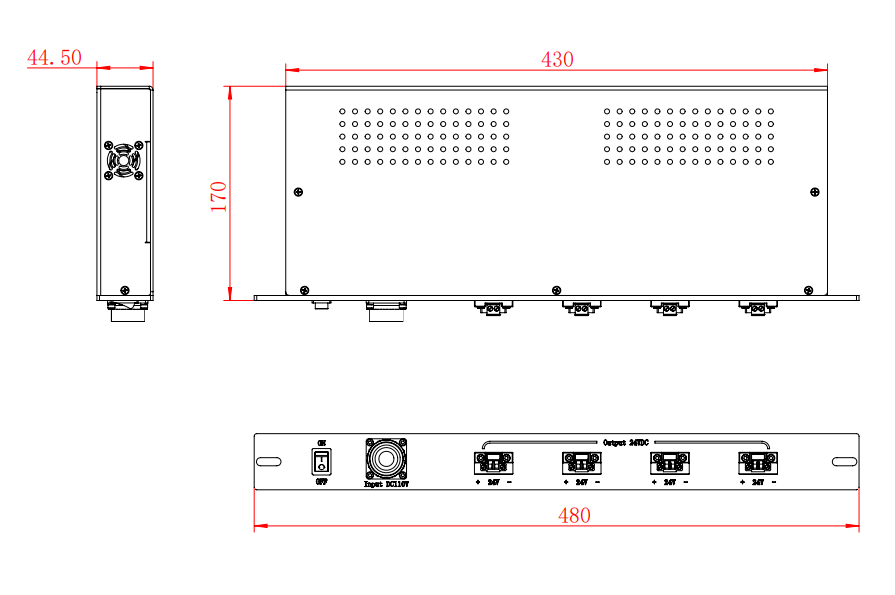 44.50
430
170
ON
OFF
Input DC110V
Output 24VDC
+ 24V -
+ 24V -
+ 24V -
+ 24V -
480